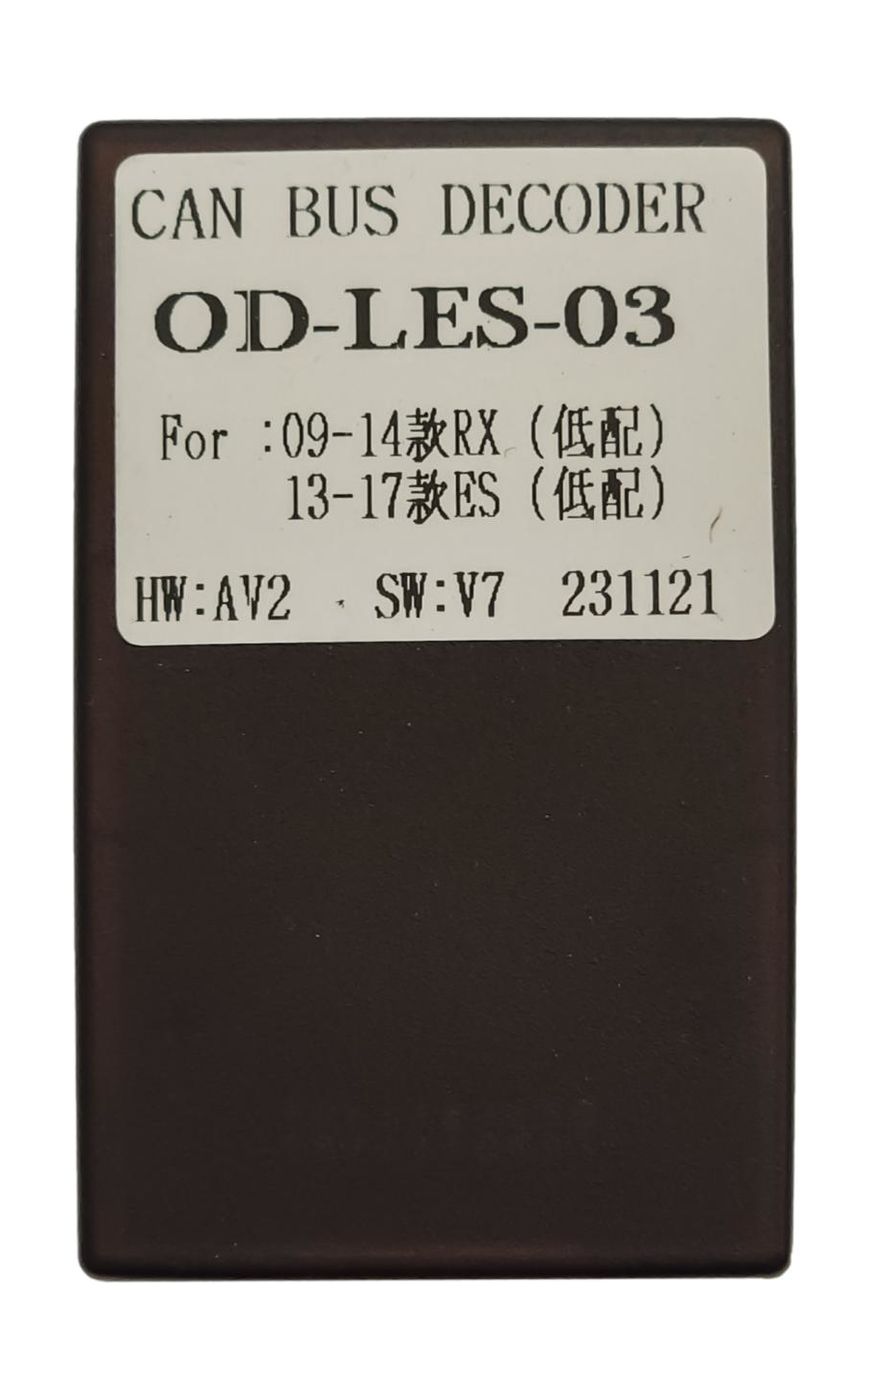 CAN BUS DECODER
OD-LES-03
For :09-14款RX(低配)
13-17款ES(低配)
HW:AV2 SW:V7 231121